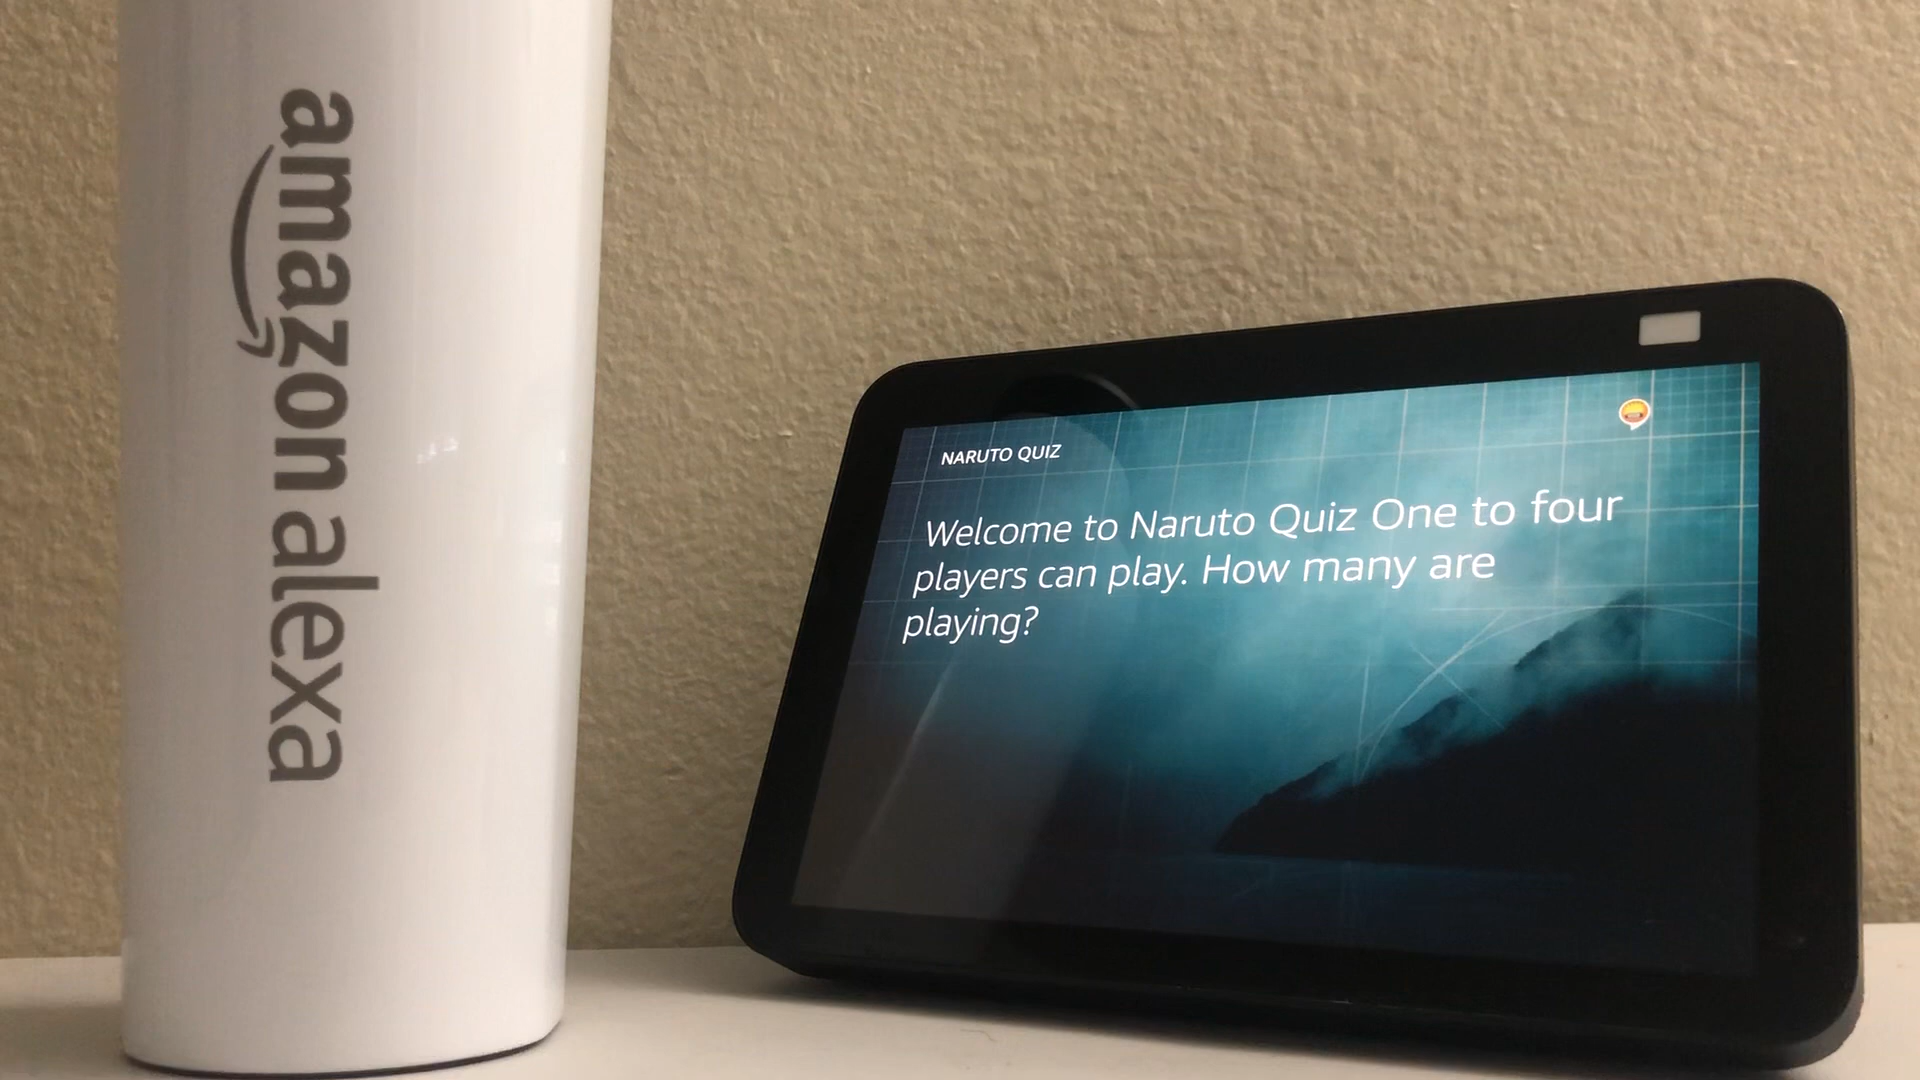 amazon alexa
NARUTO QUIZ
Welcome to Naruto Quiz One to four
players can play. How many are
playing?